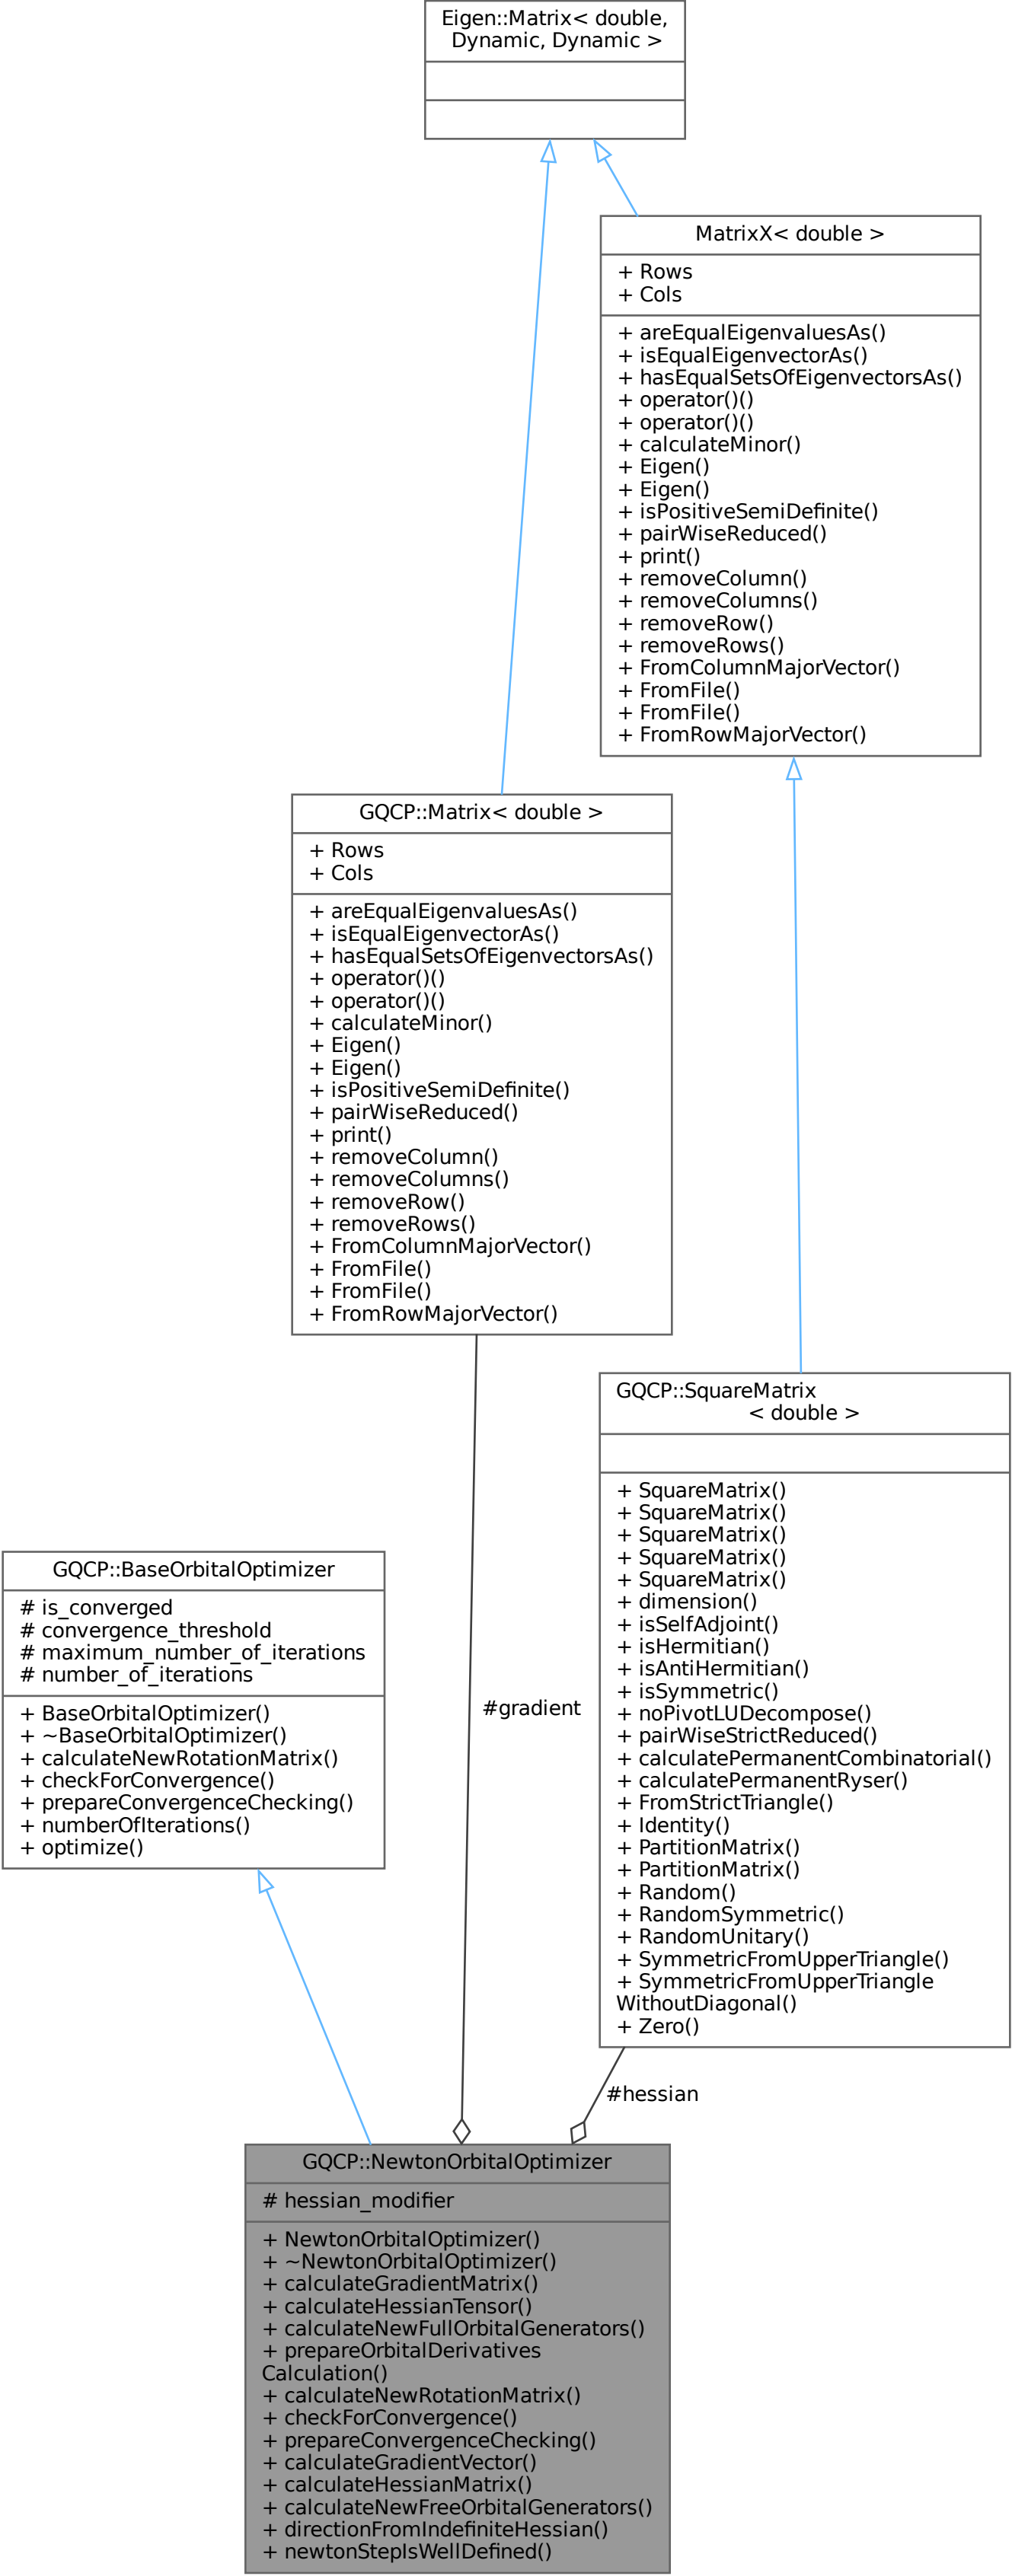 Eigen::Matrix< double,
Dynamic, Dynamic >
MatrixX< double >
+ Rows
+ Cols
+ areEqualEigenvaluesAs()
+ isEqualEigenvectorAs()
+ hasEqualSetsOfEigenvectorsAs()
+ operator()()
+ operator()()
+ calculateMinor()
+ Eigen()
+ Eigen()
+ isPositiveSemiDefinite()
+ pairWiseReduced()
+ print()
+ removeColumn()
+ removeColumns()
+ removeRow()
+ removeRows()
+ FromColumnMajorVector()
+ FromFile()
+ FromFile()
+ FromRowMajorVector()
GQCP::Matrix< double >
+ Rows
+ Cols
+ areEqualEigenvaluesAs()
+ isEqualEigenvectorAs()
+ hasEqualSetsOfEigenvectorsAs()
+ operator()()
+ operator()()
+ calculateMinor()
+ Eigen()
+ Eigen()
+ isPositiveSemiDefinite()
+ pairWiseReduced()
+ print()
+ removeColumn()
+ removeColumns()
+ removeRow()
+ removeRows()
+ FromColumnMajorVector()
+ FromFile()
+ FromFile()
+ FromRowMajorVector()
GQCP::SquareMatrix
< double >
+ SquareMatrix()
+ SquareMatrix()
+ SquareMatrix()
+ SquareMatrix()
+ SquareMatrix()
+ dimension()
+ isSelfAdjoint()
+ isHermitian()
+ isAntiHermitian()
+ isSymmetric()
+ noPivotLUDecompose()
+ pairWiseStrictReduced()
+ calculatePermanentCombinatorial()
+ calculatePermanentRyser()
+ FromStrictTriangle()
+ Identity()
+ PartitionMatrix()
+ PartitionMatrix()
+ Random()
+ RandomSymmetric()
+ RandomUnitary()
+ SymmetricFromUpperTriangle()
+ SymmetricFromUpperTriangle
WithoutDiagonal()
+ Zero()
GQCP::BaseOrbitalOptimizer
# is_converged
# convergence_threshold
# maximum_number_of_iterations
# number_of_iterations
+ BaseOrbitalOptimizer()
+ ~BaseOrbitalOptimizer()
+ calculateNewRotationMatrix()
+ checkForConvergence()
+ prepareConvergenceChecking()
+ numberOfIterations()
+ optimize()
#gradient
#hessian
GQCP::NewtonOrbitalOptimizer
# hessian_modifier
+ NewtonOrbitalOptimizer()
+ ~NewtonOrbitalOptimizer()
+ calculateGradientMatrix()
+ calculateHessianTensor()
+ calculateNewFullOrbitalGenerators()
+ prepareOrbitalDerivatives
Calculation()
+ calculateNewRotationMatrix()
+ checkForConvergence()
+ prepareConvergenceChecking()
+ calculateGradientVector()
+ calculateHessianMatrix()
+ calculateNewFreeOrbitalGenerators()
+ directionFromIndefiniteHessian()
+ newtonStepIsWellDefined()